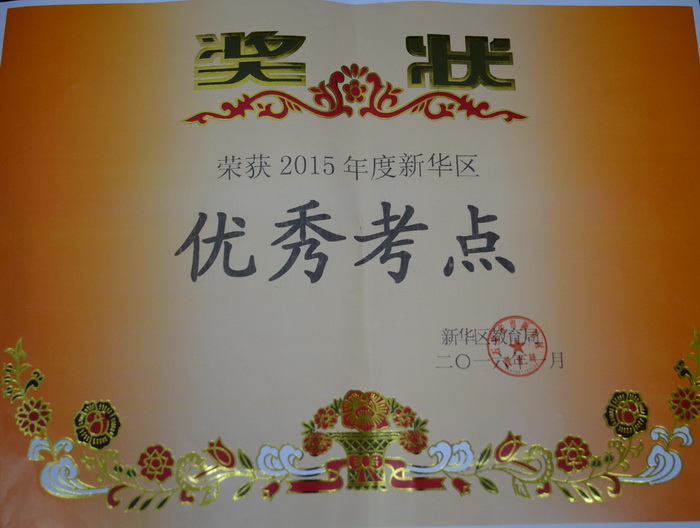 奖状
荣获 2015 年度新华区
优秀考点
新华区教育局
二〇一六年一月